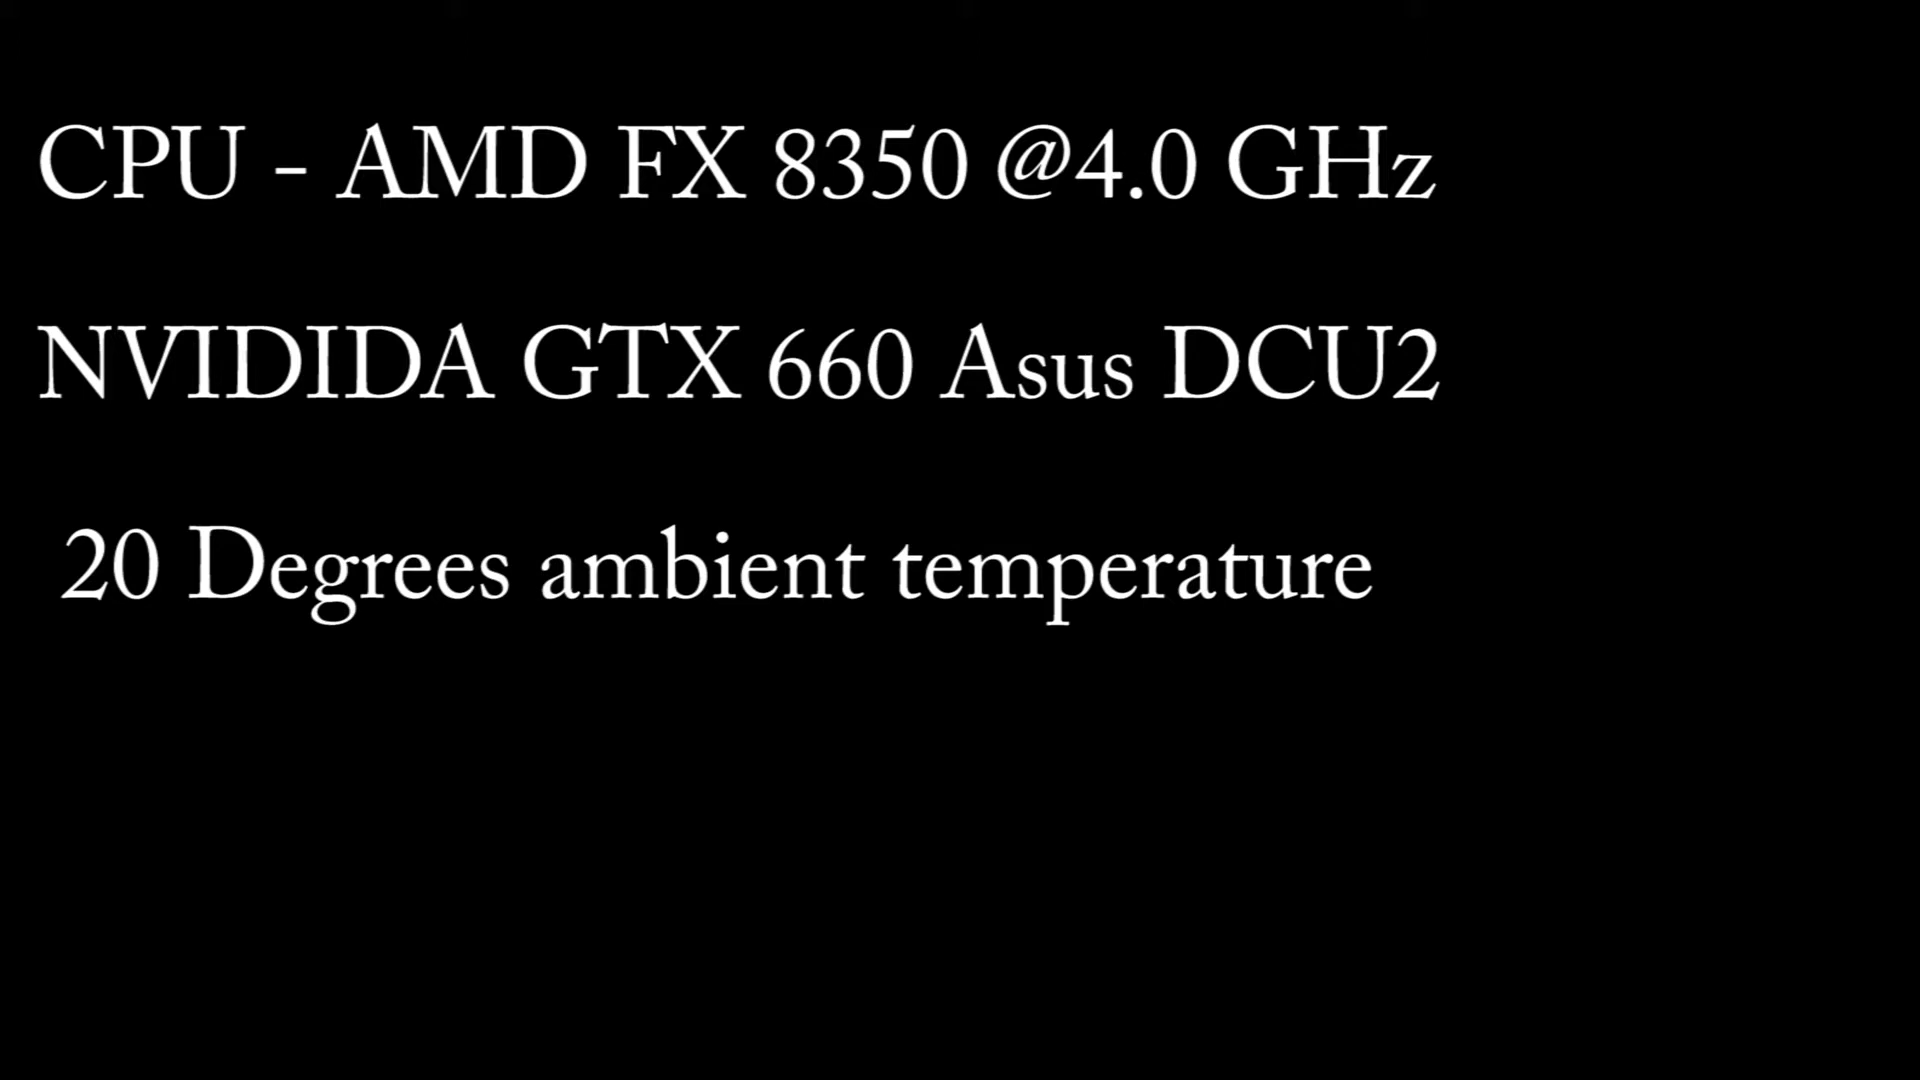 CPU - AMD FX 8350 @4.0 GHz
NVIDIDA GTX 660 Asus DCU2
20 Degrees ambient temperature